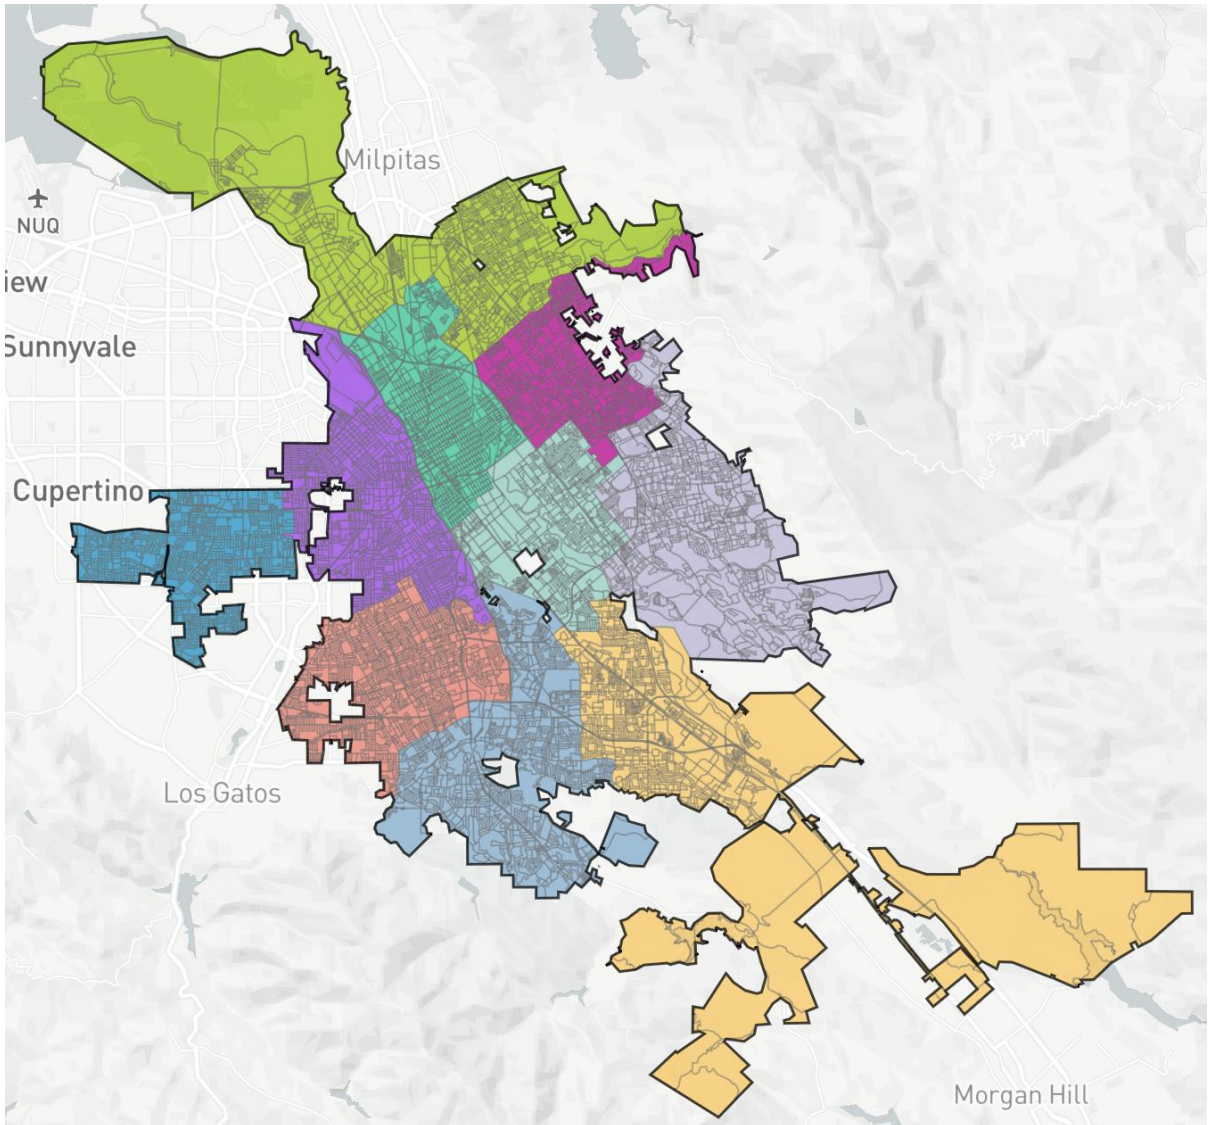 Milpitas
NUQ
iew
Sunnyvale
Cupertino
Los Gatos
Morgan Hill